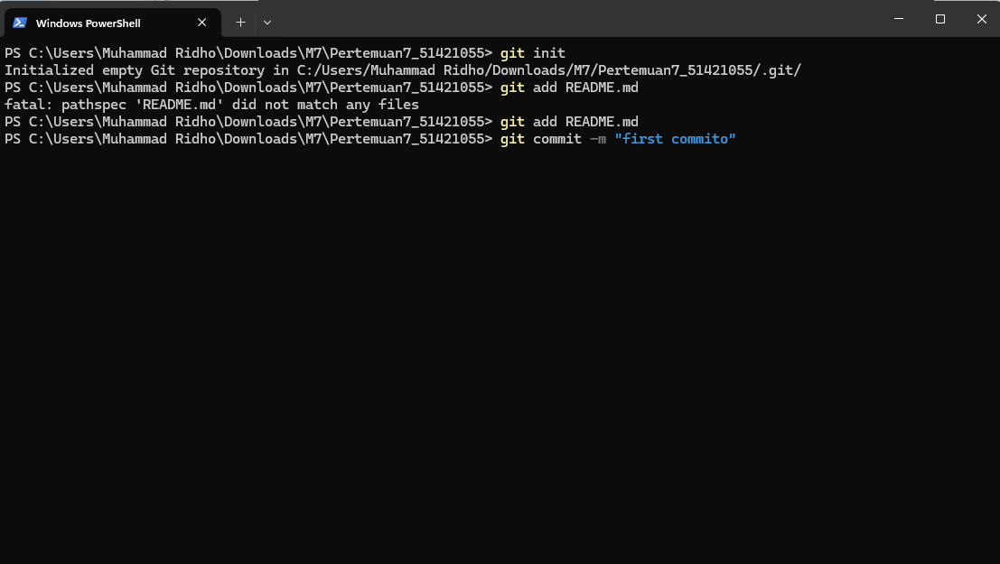 Windows PowerShell
PS C:\Users\Muhammad Ridho\Downloads\M7\Pertemuan7_51421055> git init
Initialized empty Git repository in C:/Users/Muhammad Ridho/Downloads/M7/Pertemuan7_51421055/.git/
PS C:\Users\Muhammad Ridho\Downloads\M7\Pertemuan7_51421055> git add README.md
fatal: pathspec 'README.md' did not match any files
PS C:\Users\Muhammad Ridho\Downloads\M7\Pertemuan7_51421055> git add README.md
PS C:\Users\Muhammad Ridho\Downloads\M7\Pertemuan7_51421055> git commit -m "first commito"